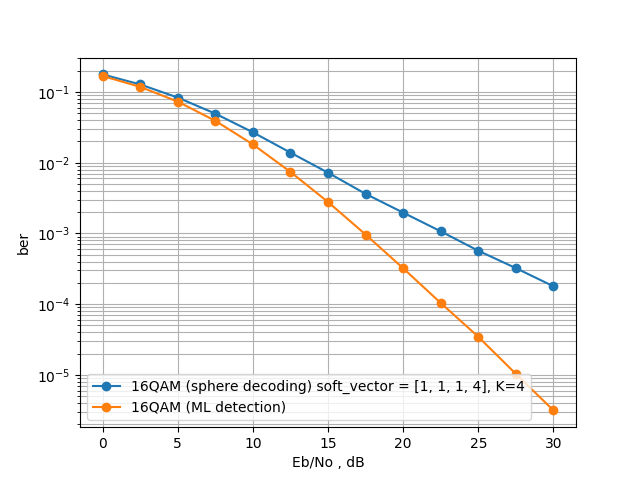 10⁻¹
10⁻²
10⁻³
10⁻⁴
10⁻⁵
ber
16QAM (sphere decoding) soft_vector = [1, 1, 1, 4], K=4
16QAM (ML detection)
0 5 10 15 20 25 30
Eb/No , dB